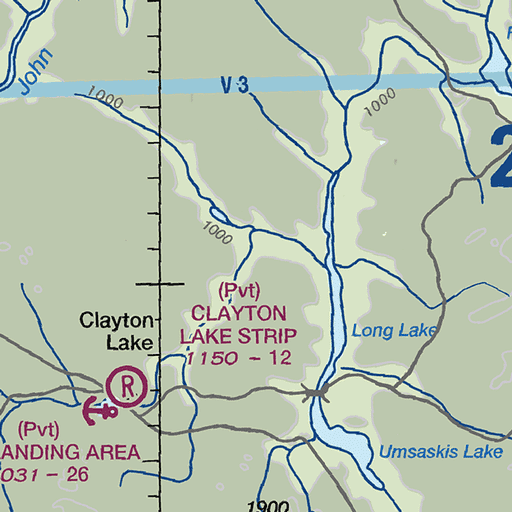 John
1000
V 3
1000
2
1000
(Pvt)
CLAYTON
LAKE STRIP
1150 - 12
Clayton
Lake
Long Lake
R
(Pvt)
ANDING AREA
031 - 26
Umsaskis Lake
1900